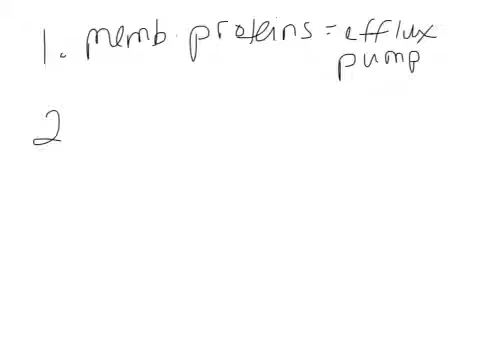 1. memb. proteins = efflux
pump
2